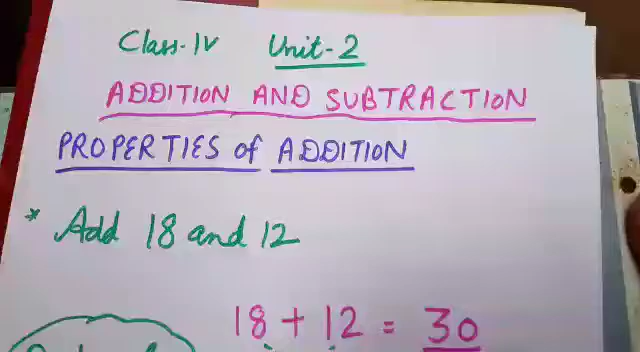 Class-IV Unit-2
ADDITION AND SUBTRACTION
PROPERTIES of ADDITION
* Add 18 and 12
18 + 12 = 30